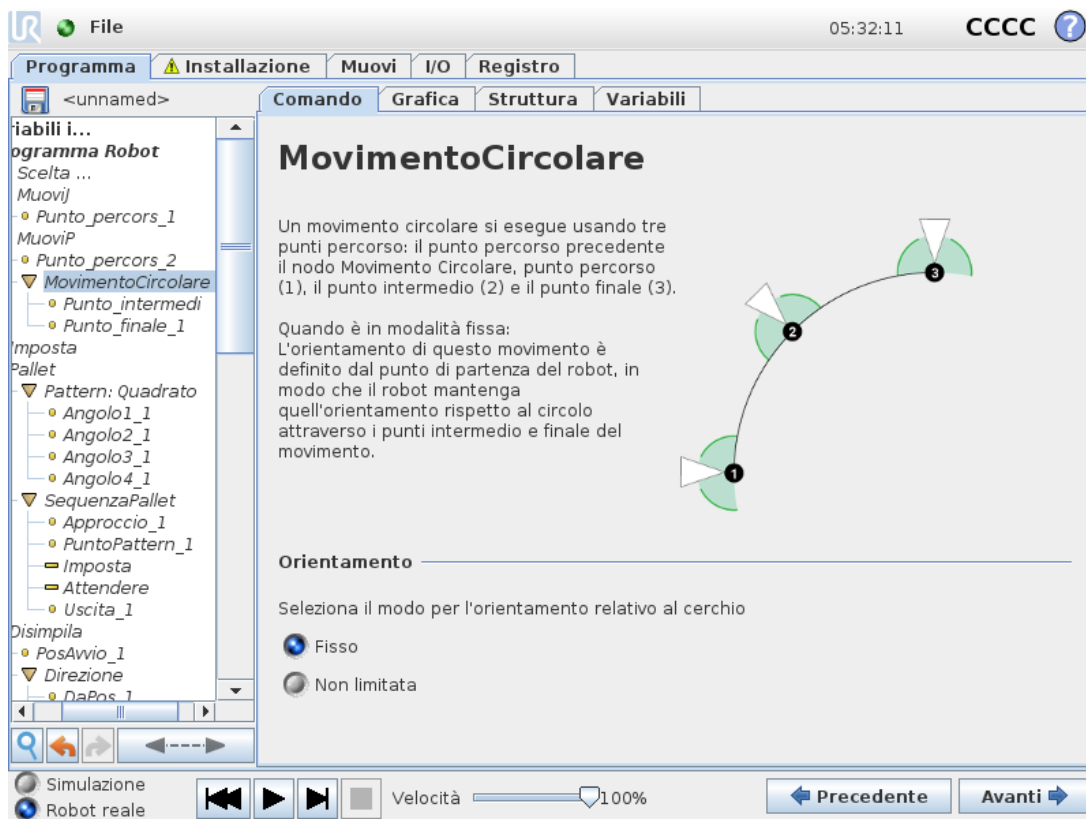 UR File 05:32:11 CCCC ?
Programma Installazione Muovi I/O Registro
<unnamed>
Comando Grafica Struttura Variabili
riabili i...
ogramma Robot
Scelta ...
MuoviJ
Punto_percors_1
MuoviP
Punto_percors_2
MovimentoCircolare
Punto_intermedi
Punto_finale_1
Imposta
Pallet
Pattern: Quadrato
Angolo1_1
Angolo2_1
Angolo3_1
Angolo4_1
SequenzaPallet
Approccio_1
PuntoPattern_1
Imposta
Attendere
Uscita_1
Disimpila
PosAvvio_1
Direzione
DaPos_1
MovimentoCircolare
Un movimento circolare si esegue usando tre
punti percorso: il punto percorso precedente
il nodo Movimento Circolare, punto percorso
(1), il punto intermedio (2) e il punto finale (3).
Quando è in modalità fissa:
L'orientamento di questo movimento è
definito dal punto di partenza del robot, in
modo che il robot mantenga
quell'orientamento rispetto al circolo
attraverso i punti intermedio e finale del
movimento.
3
2
1
Orientamento
Seleziona il modo per l'orientamento relativo al cerchio
Fisso
Non limitata
Simulazione
Robot reale
Velocità 100%
Precedente Avanti